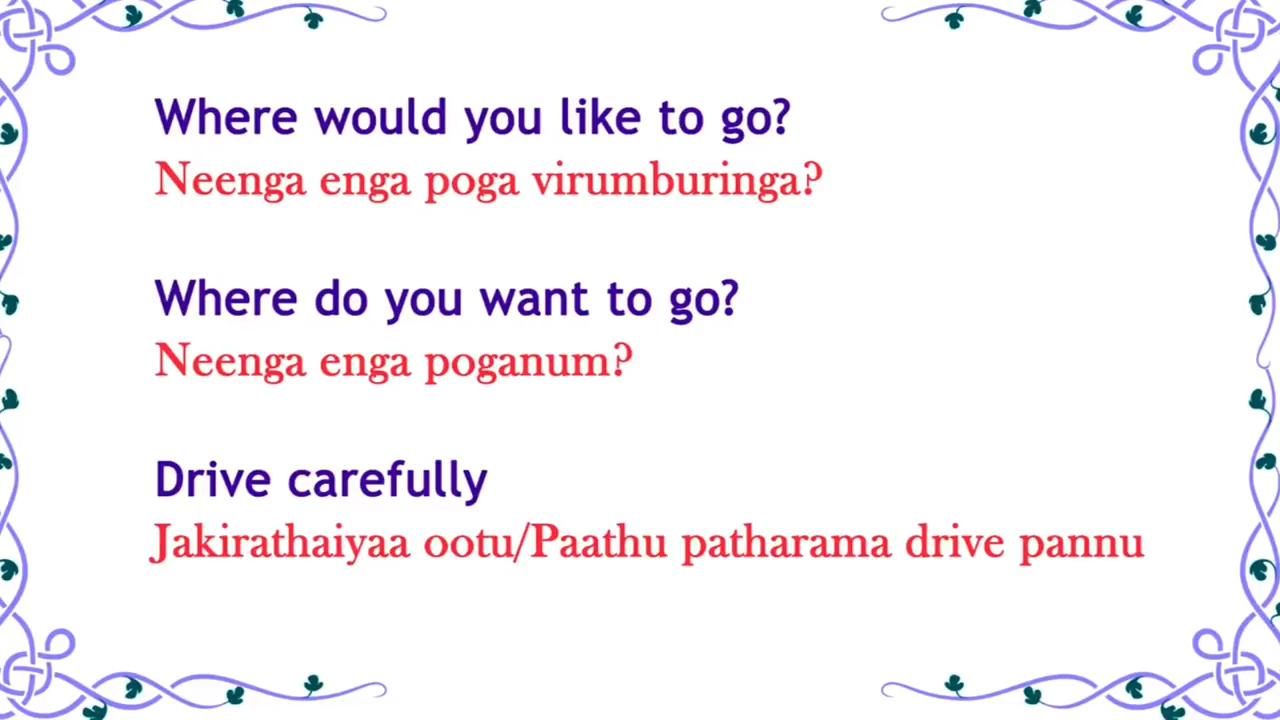 Where would you like to go?
Neenga enga poga virumburinga?
Where do you want to go?
Neenga enga poganum?
Drive carefully
Jakirathaiyaa ootu/Paathu patharama drive pannu